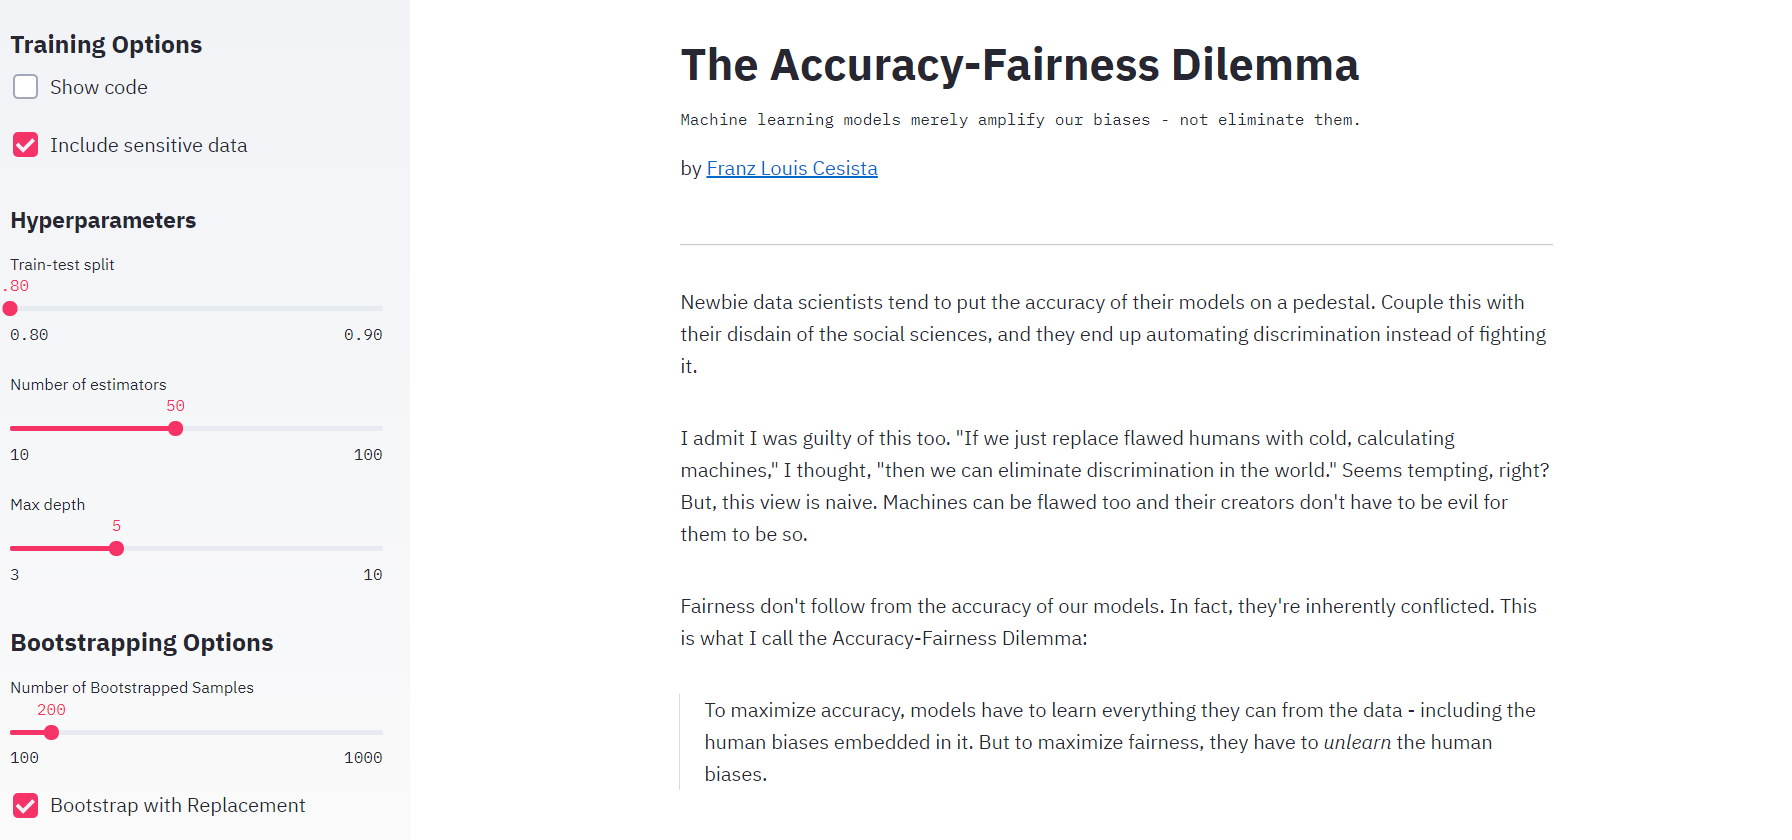 Training Options
Show code
Include sensitive data
Hyperparameters
Train-test split
.80
0.80 0.90
Number of estimators
50
10 100
Max depth
5
3 10
Bootstrapping Options
Number of Bootstrapped Samples
200
100 1000
Bootstrap with Replacement
The Accuracy-Fairness Dilemma
Machine learning models merely amplify our biases - not eliminate them.
by Franz Louis Cesista
Newbie data scientists tend to put the accuracy of their models on a pedestal. Couple this with
their disdain of the social sciences, and they end up automating discrimination instead of fighting
it.
I admit I was guilty of this too. "If we just replace flawed humans with cold, calculating
machines," I thought, "then we can eliminate discrimination in the world." Seems tempting, right?
But, this view is naive. Machines can be flawed too and their creators don't have to be evil for
them to be so.
Fairness don't follow from the accuracy of our models. In fact, they're inherently conflicted. This
is what I call the Accuracy-Fairness Dilemma:
To maximize accuracy, models have to learn everything they can from the data - including the
human biases embedded in it. But to maximize fairness, they have to unlearn the human
biases.